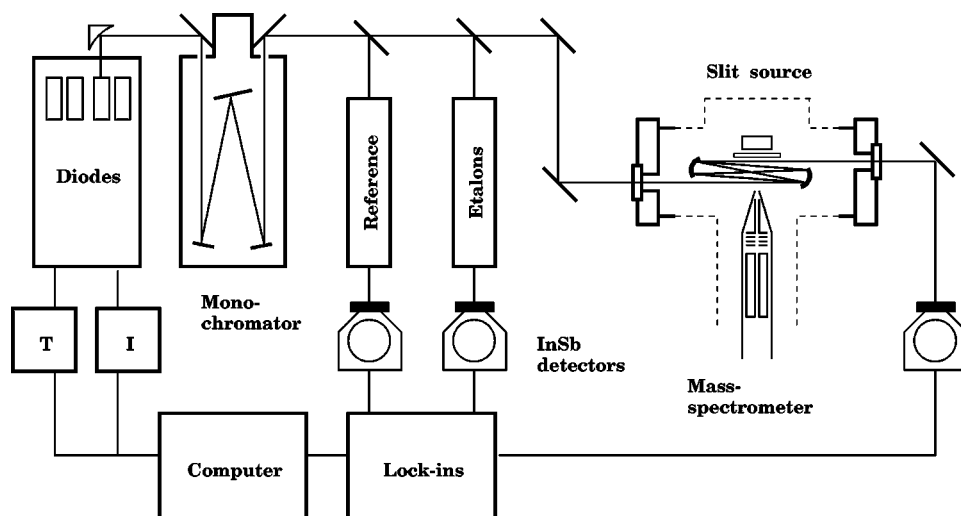 Slit source
Diodes
Reference
Etalons
Mono-
chromator
T
I
InSb
detectors
Mass-
spectrometer
Computer
Lock-ins